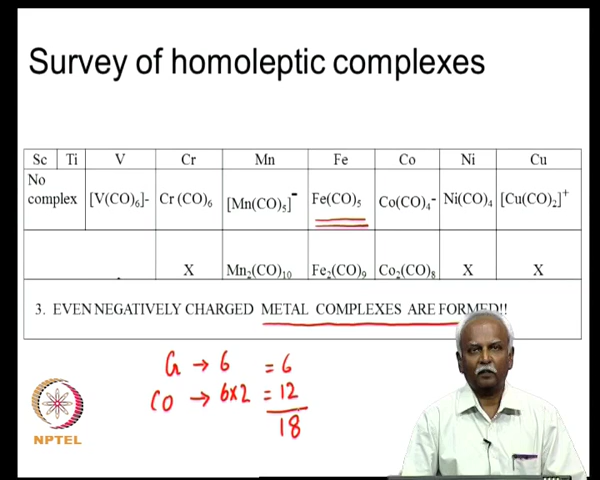 Survey of homoleptic complexes
Sc Ti V Cr Mn Fe Co Ni Cu
No complex [V(CO)₆]- Cr(CO)₆ [Mn(CO)₅]⁻ Fe(CO)₅ Co(CO)₄- Ni(CO)₄ [Cu(CO)₂]⁺
X Mn₂(CO)₁₀ Fe₂(CO)₉ Co₂(CO)₈ X X
3. EVEN NEGATIVELY CHARGED METAL COMPLEXES ARE FORMED!!
Cr → 6 = 6
CO → 6x2 = 12
18
NPTEL